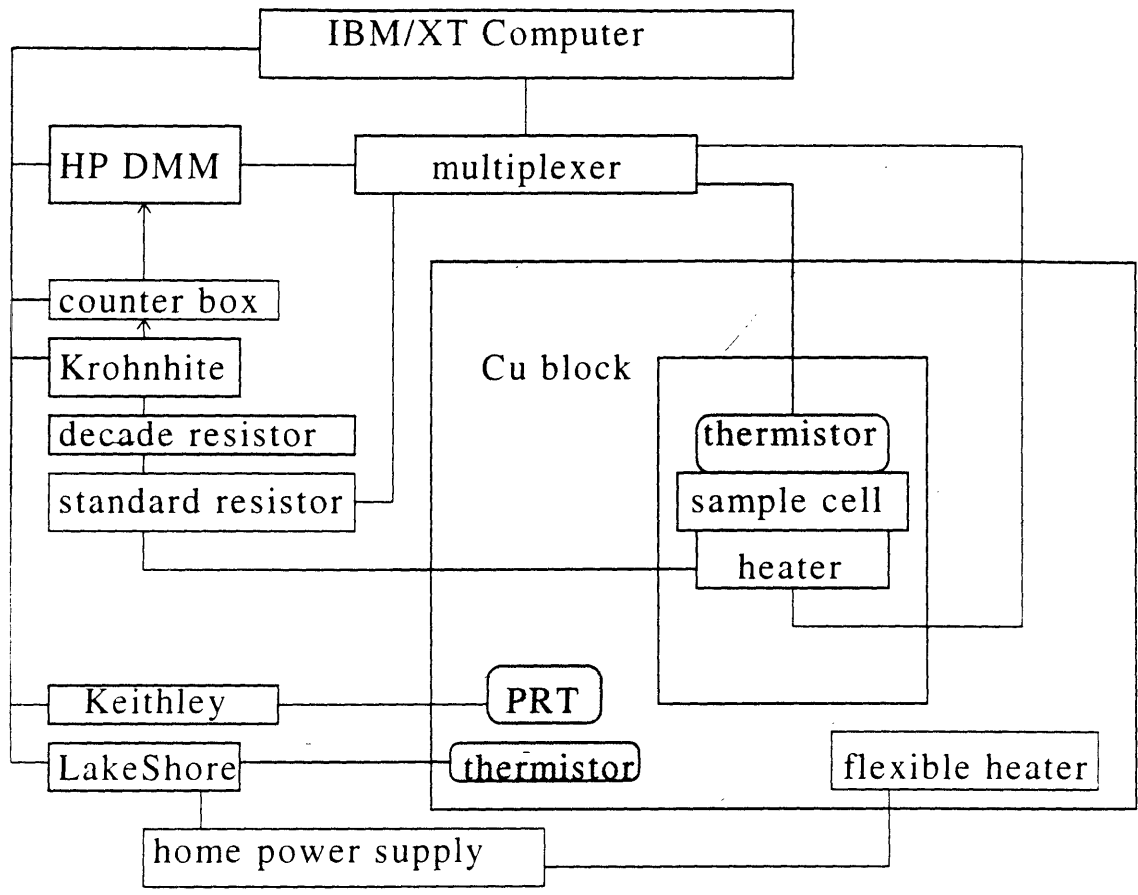 IBM/XT Computer
HP DMM
multiplexer
counter box
Cu block
Krohnhite
decade resistor
thermistor
standard resistor
sample cell
heater
Keithley
PRT
LakeShore
thermistor
flexible heater
home power supply